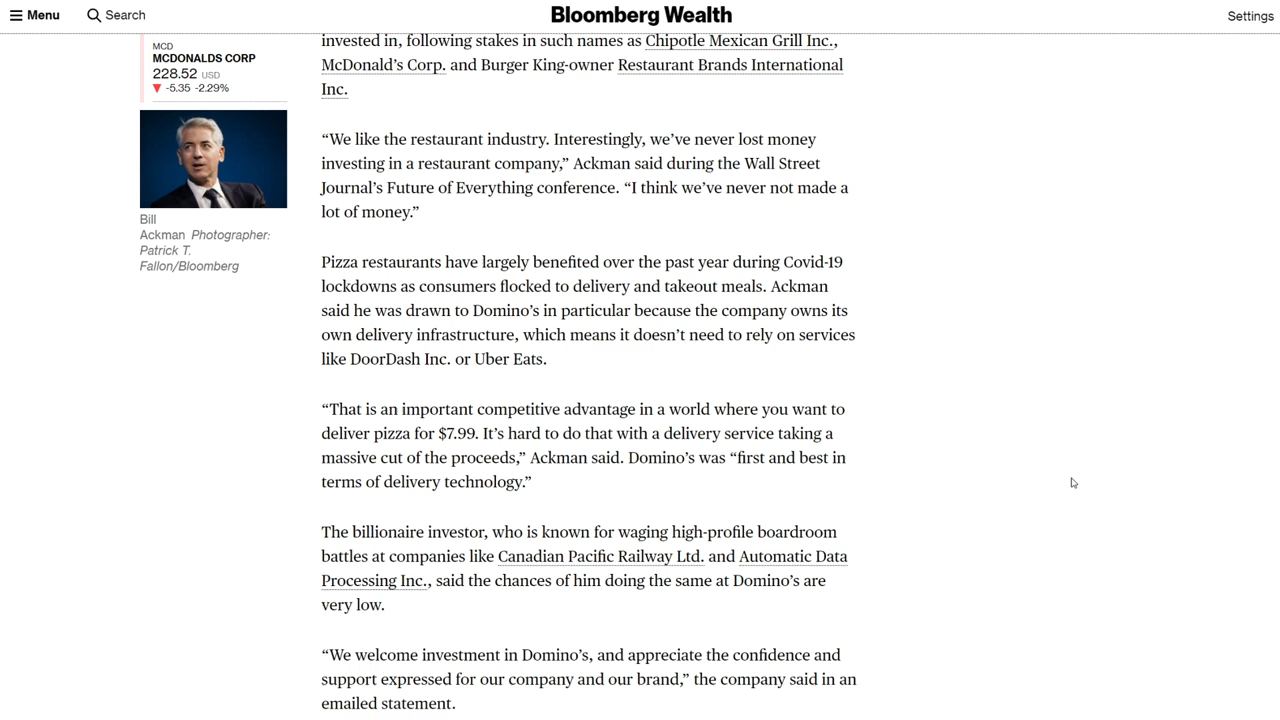 Menu
Search
Bloomberg Wealth
Settings
MCD
MCDONALDS CORP
228.52 USD
▼ -5.35 -2.29%
Bill
Ackman Photographer:
Patrick T.
Fallon/Bloomberg
invested in, following stakes in such names as Chipotle Mexican Grill Inc.,
McDonald’s Corp. and Burger King-owner Restaurant Brands International
Inc.
“We like the restaurant industry. Interestingly, we’ve never lost money
investing in a restaurant company,” Ackman said during the Wall Street
Journal’s Future of Everything conference. “I think we’ve never not made a
lot of money.”
Pizza restaurants have largely benefited over the past year during Covid-19
lockdowns as consumers flocked to delivery and takeout meals. Ackman
said he was drawn to Domino’s in particular because the company owns its
own delivery infrastructure, which means it doesn’t need to rely on services
like DoorDash Inc. or Uber Eats.
“That is an important competitive advantage in a world where you want to
deliver pizza for $7.99. It’s hard to do that with a delivery service taking a
massive cut of the proceeds,” Ackman said. Domino’s was “first and best in
terms of delivery technology.”
The billionaire investor, who is known for waging high-profile boardroom
battles at companies like Canadian Pacific Railway Ltd. and Automatic Data
Processing Inc., said the chances of him doing the same at Domino’s are
very low.
“We welcome investment in Domino’s, and appreciate the confidence and
support expressed for our company and our brand,” the company said in an
emailed statement.